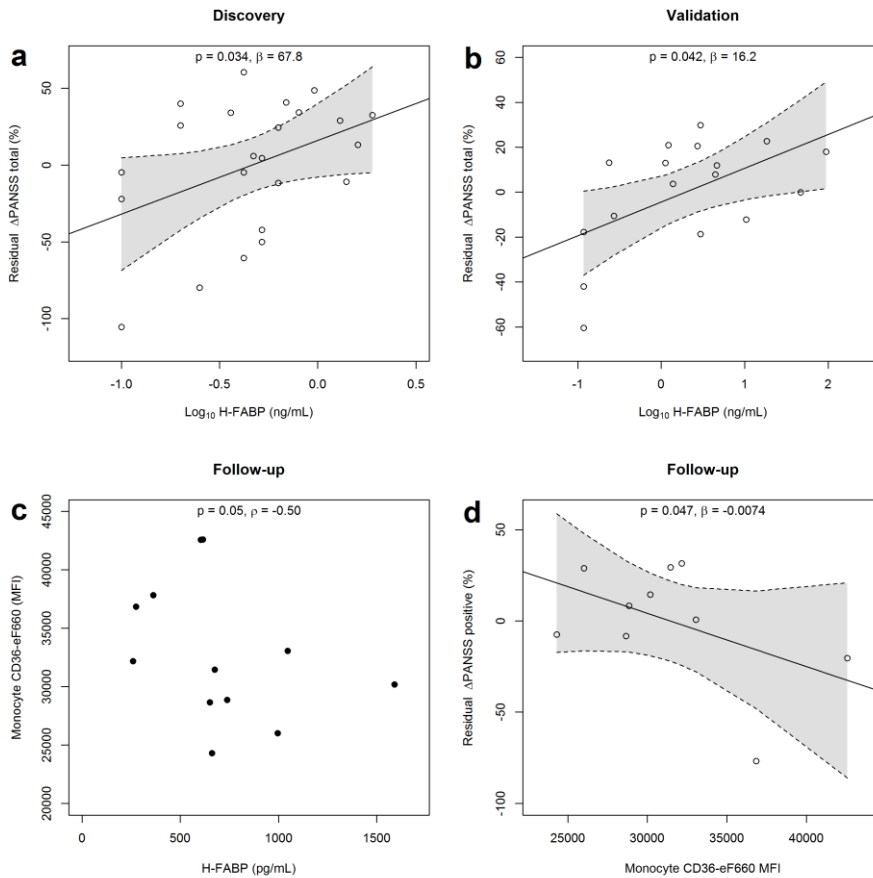 Discovery
a
p = 0.034, β = 67.8
Residual ΔPANSS total (%)
50
0
-50
-100
-1.0
-0.5
0.0
0.5
Log₁₀ H-FABP (ng/mL)
Validation
b
p = 0.042, β = 16.2
Residual ΔPANSS total (%)
60
40
20
0
-20
-40
-60
-1
0
1
2
Log₁₀ H-FABP (ng/mL)
Follow-up
c
p = 0.05, ρ = -0.50
Monocyte CD36-eF660 (MFI)
45000
40000
35000
30000
25000
20000
0
500
1000
1500
H-FABP (pg/mL)
Follow-up
d
p = 0.047, β = -0.0074
Residual ΔPANSS positive (%)
50
0
-50
-100
25000
30000
35000
40000
Monocyte CD36-eF660 MFI